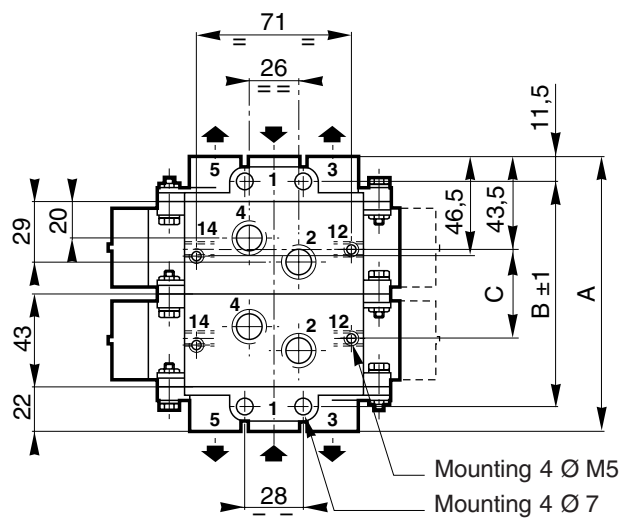 71
= =
26
= =
11,5
5 1 3
46,5
43,5
20
29
4
14 2 12
C
B ±1
A
4
14 2 12
43
22
5 1 3
28
= =
Mounting 4 Ø M5
Mounting 4 Ø 7